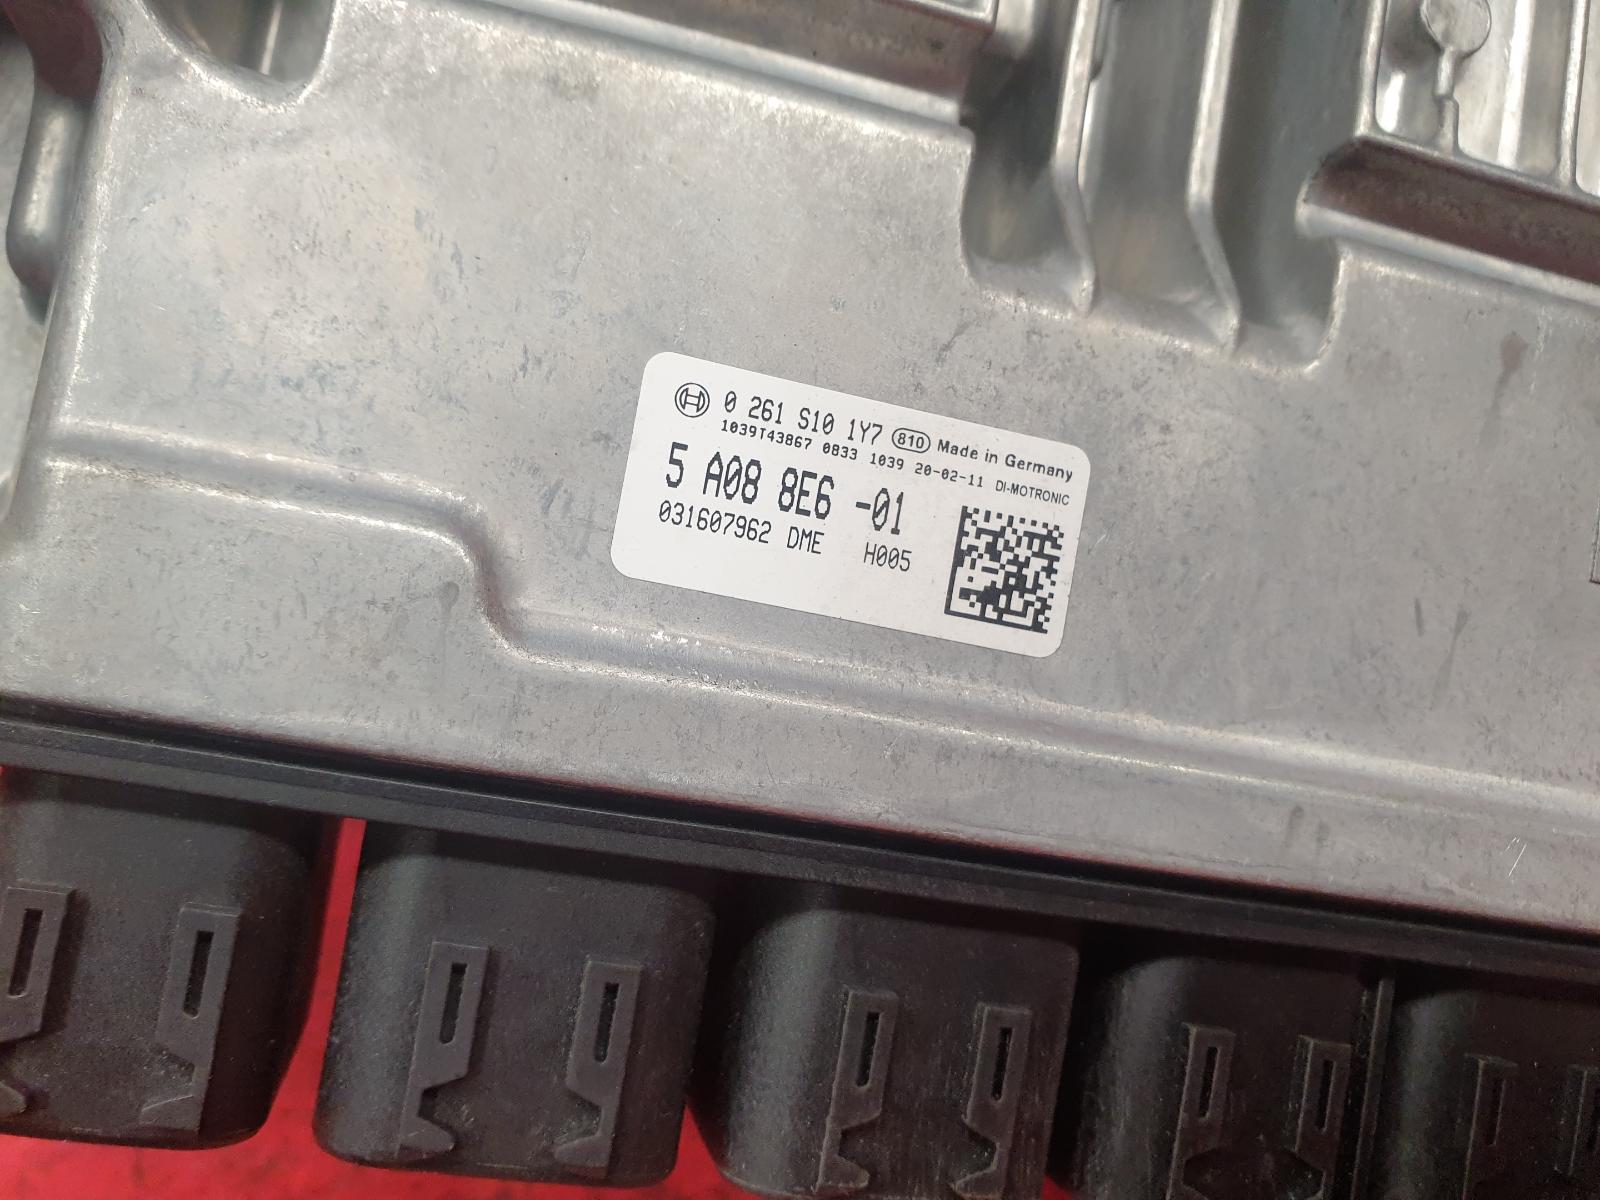 0 261 S10 1Y7 810 Made in Germany
1039T43867 0833 1039 20-02-11 DI-MOTRONIC
5 A08 8E6 -01
031607962 DME H005